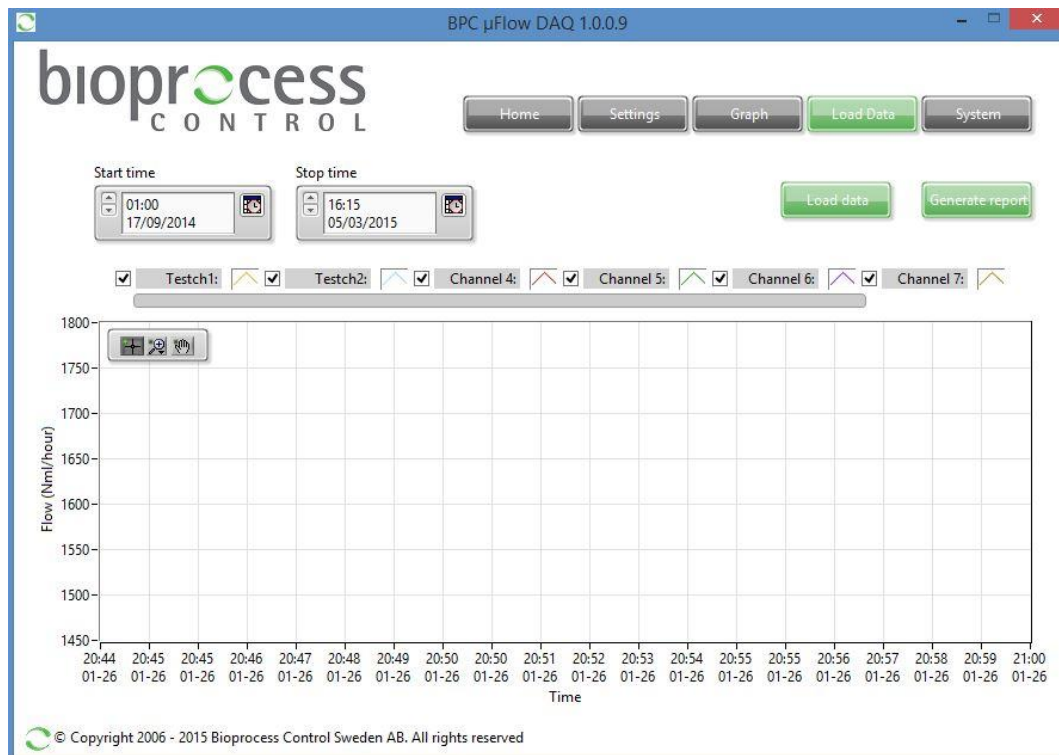 BPC µFlow DAQ 1.0.0.9
bioprocess
CONTROL
Home Settings Graph Load Data System
Start time Stop time
01:00
17/09/2014
16:15
05/03/2015
Load data Generate report
Testch1: Testch2: Channel 4: Channel 5: Channel 6: Channel 7:
1800
1750
1700
1650
1600
1550
1500
1450
Flow (Nml/hour)
20:44 20:45 20:45 20:46 20:47 20:48 20:49 20:50 20:50 20:51 20:52 20:53 20:54 20:55 20:55 20:56 20:57 20:58 20:59 21:00
01-26 01-26 01-26 01-26 01-26 01-26 01-26 01-26 01-26 01-26 01-26 01-26 01-26 01-26 01-26 01-26 01-26 01-26 01-26 01-26
Time
© Copyright 2006 - 2015 Bioprocess Control Sweden AB. All rights reserved